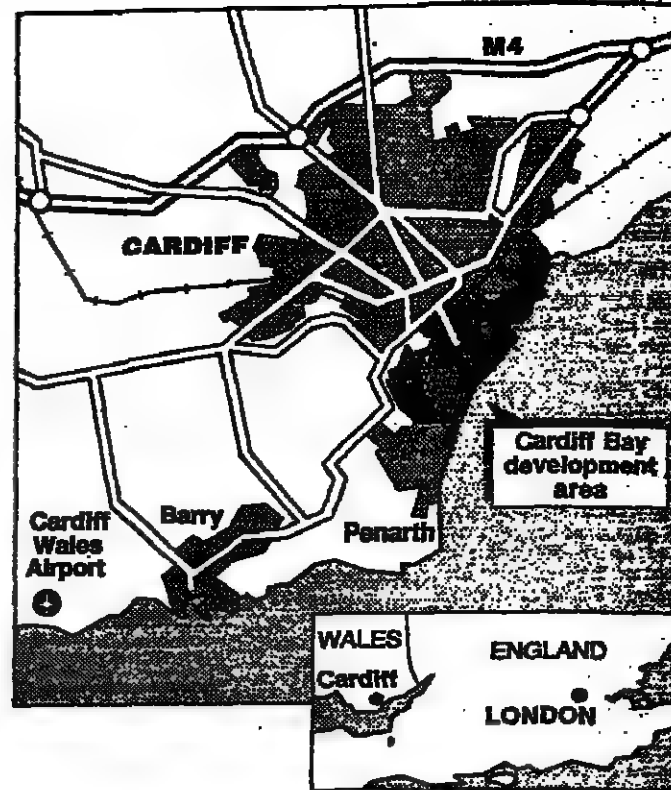 M4
CARDIFF
Cardiff Bay
development
area
Cardiff
Wales
Airport
Barry
Penarth
WALES
Cardiff
ENGLAND
LONDON